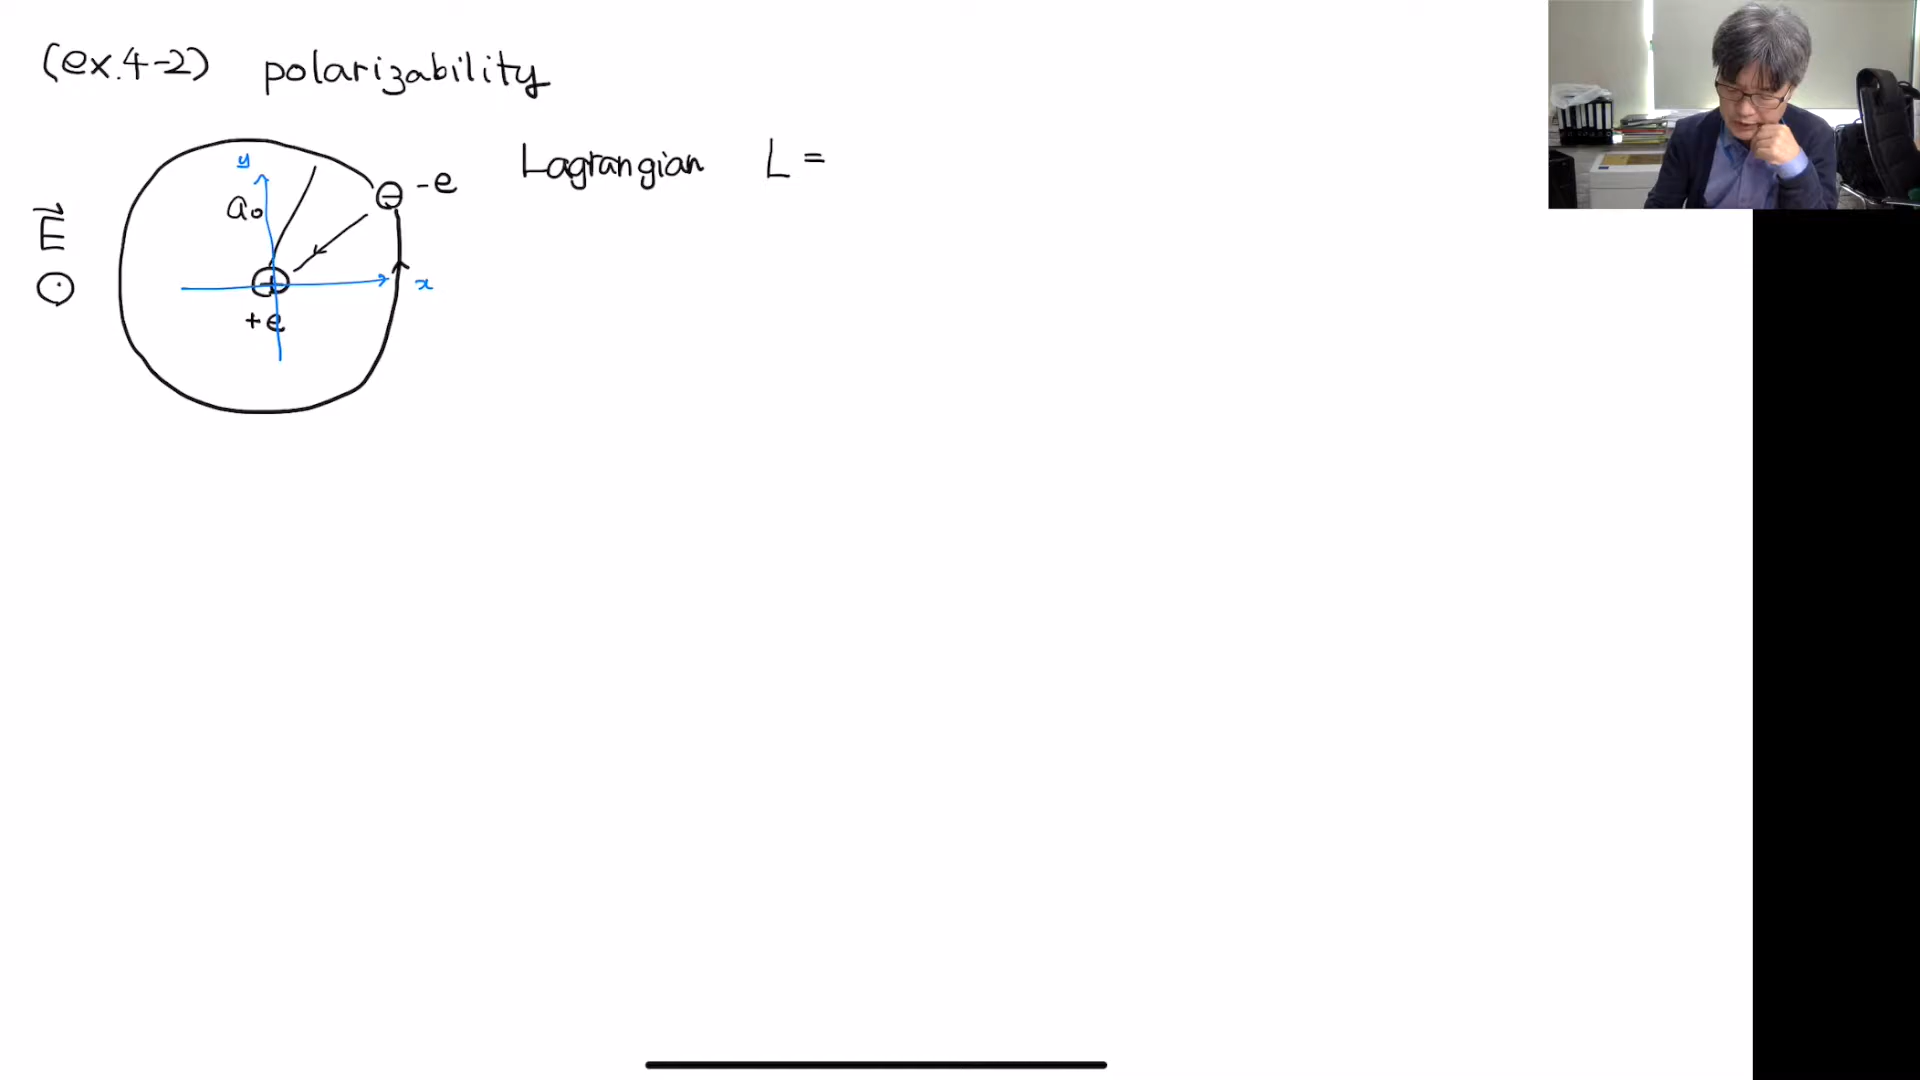 (ex.4-2) polarizability
Lagrangian L =
y
a₀
⊖ -e
E⃗
⊙
⊕
x
+e